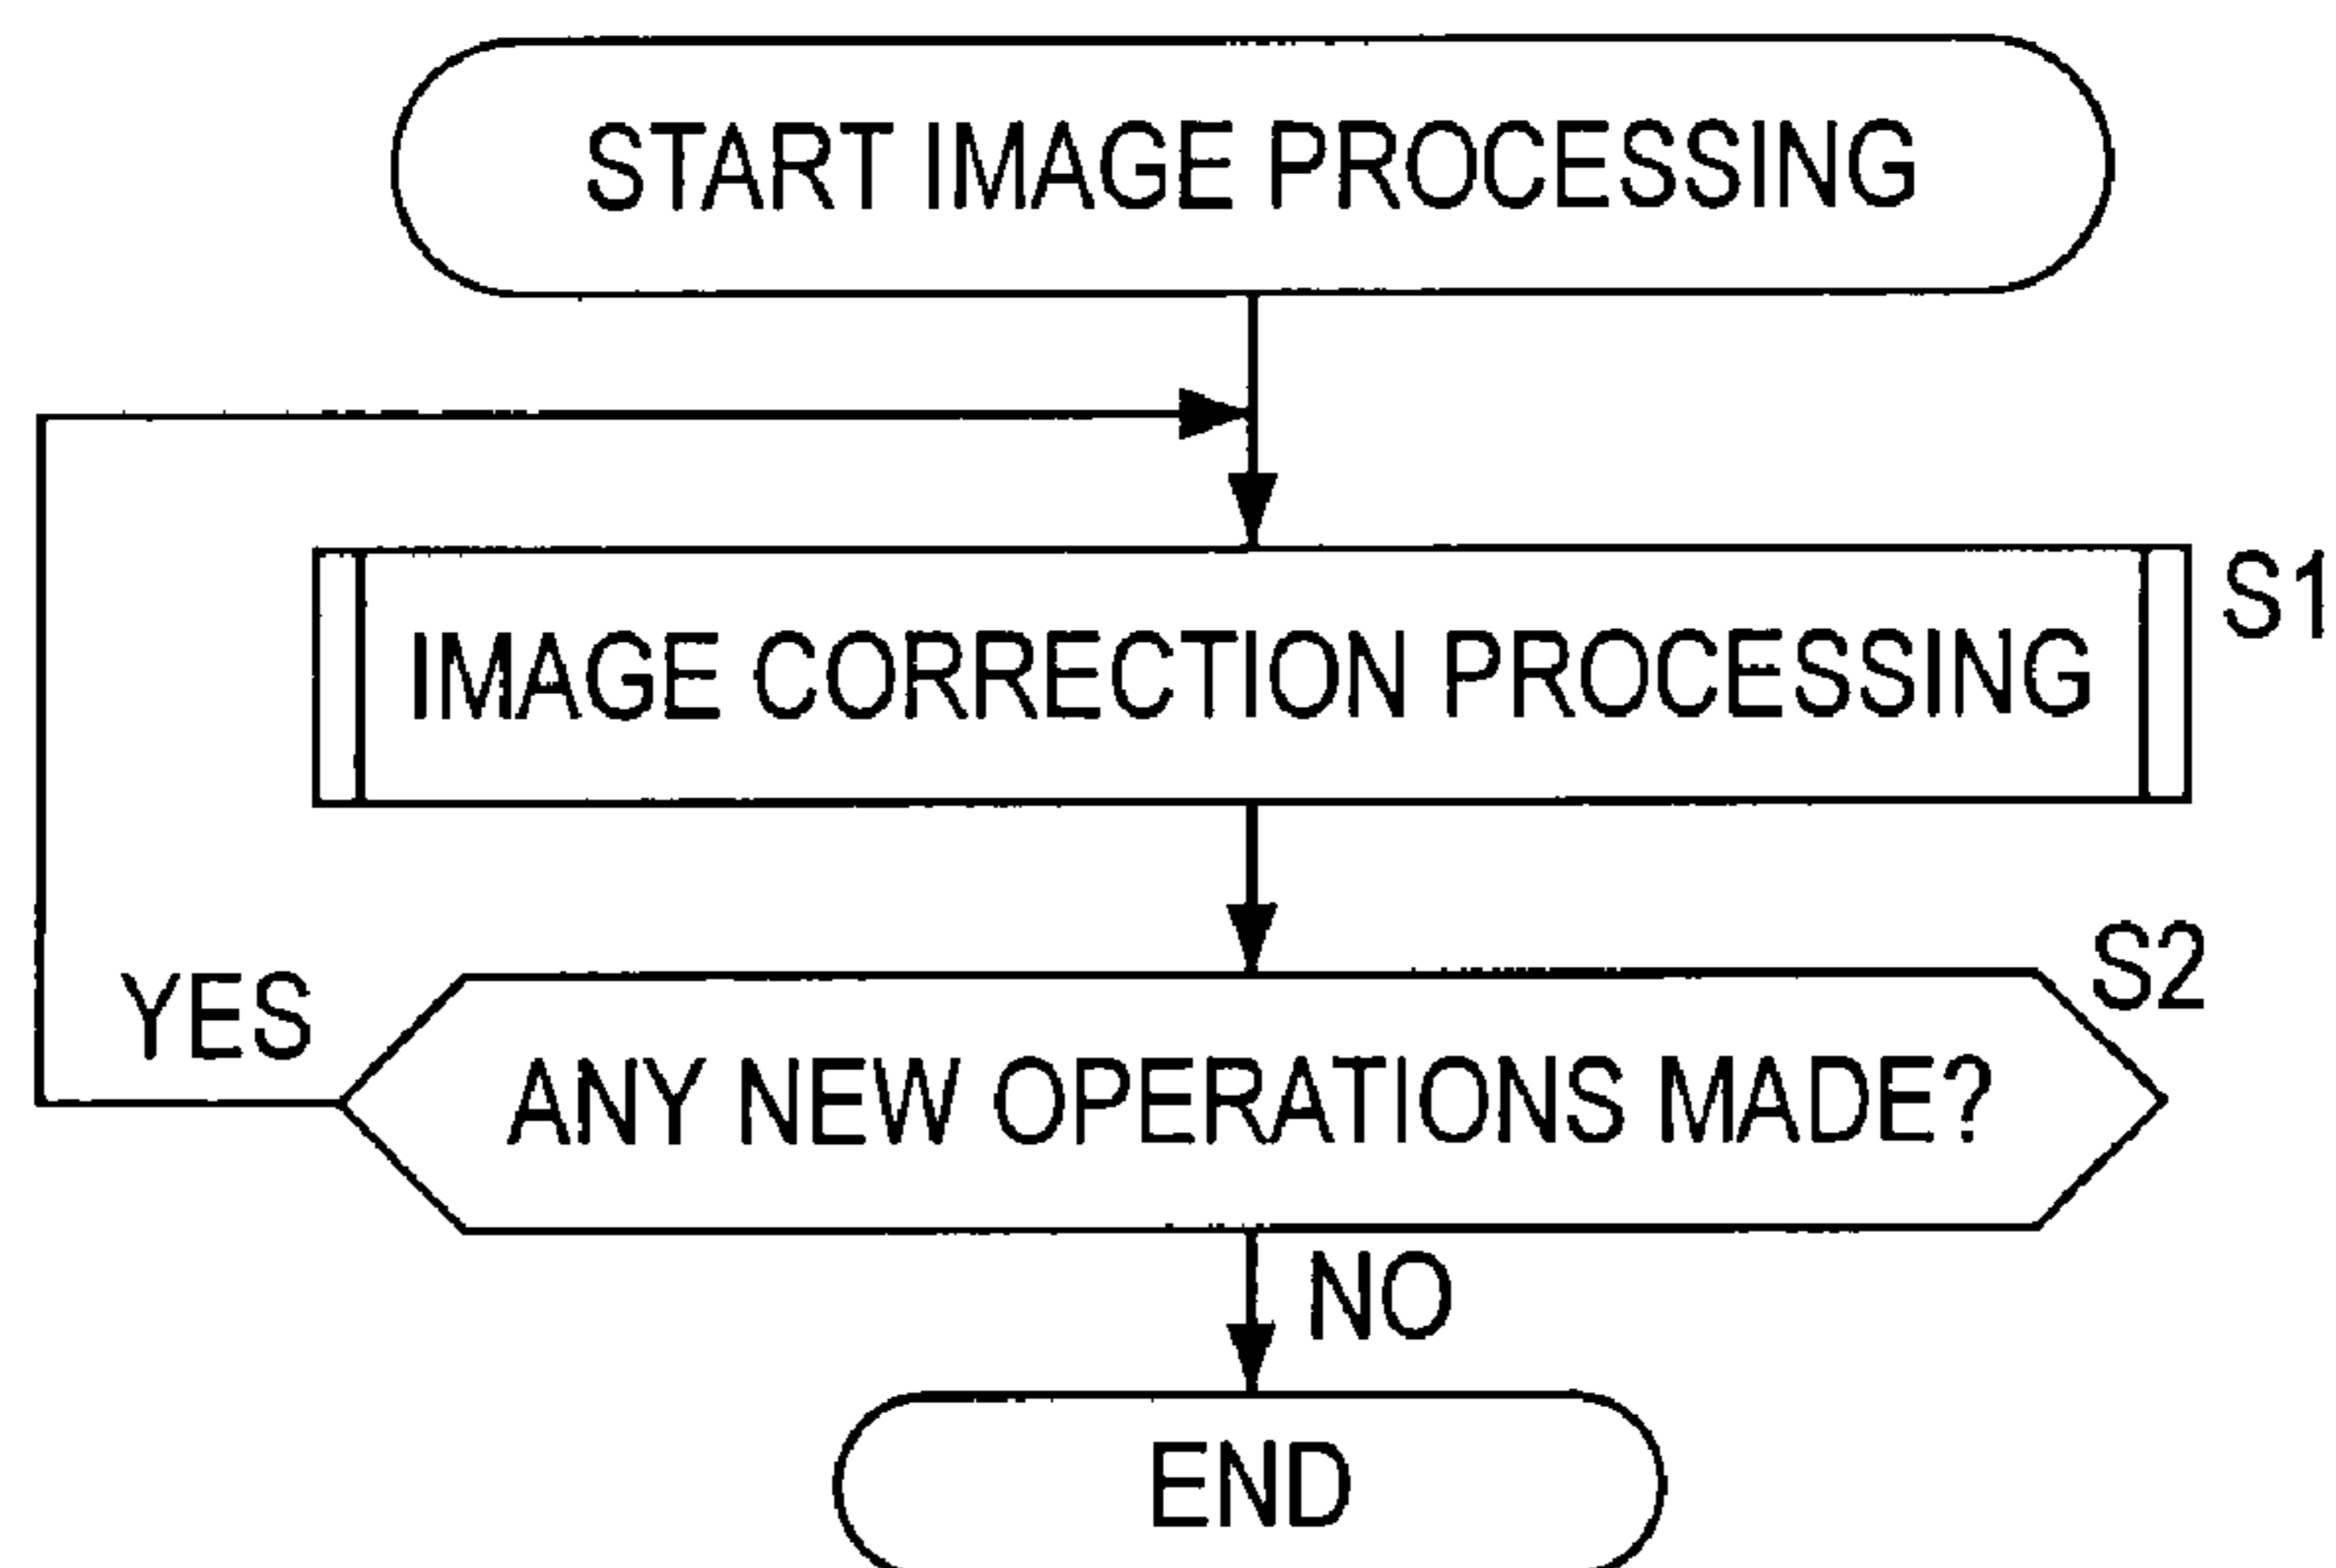 START IMAGE PROCESSING
IMAGE CORRECTION PROCESSING
S1
S2
YES
ANY NEW OPERATIONS MADE?
NO
END